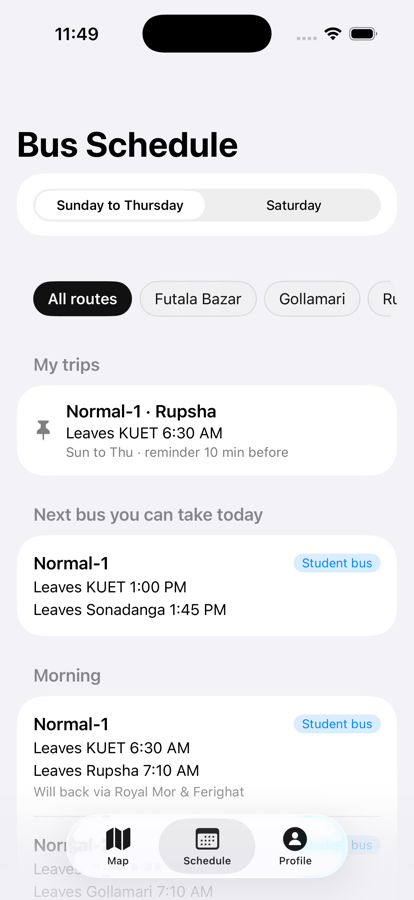 11:49
Bus Schedule
Sunday to Thursday
Saturday
All routes
Futala Bazar
Gollamari
Ru
My trips
Normal-1 · Rupsha
Leaves KUET 6:30 AM
Sun to Thu · reminder 10 min before
Next bus you can take today
Normal-1
Student bus
Leaves KUET 1:00 PM
Leaves Sonadanga 1:45 PM
Morning
Normal-1
Student bus
Leaves KUET 6:30 AM
Leaves Rupsha 7:10 AM
Will back via Royal Mor & Ferighat
bus
Leaves Gollamari 7:10 AM
Map
Schedule
Profile